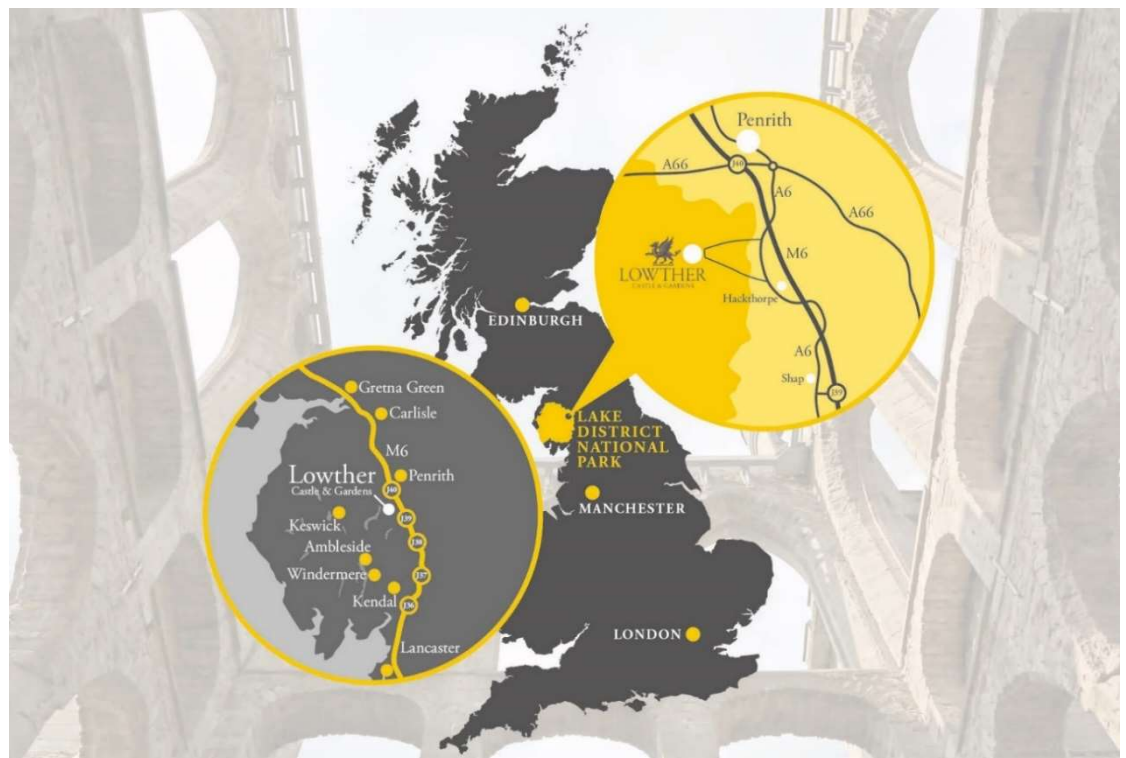 Penrith
J40
A66
A6
A66
M6
LOWTHER
CASTLE & GARDENS
Hackthorpe
A6
Shap
J39
EDINBURGH
LAKE
DISTRICT
NATIONAL
PARK
MANCHESTER
LONDON
Gretna Green
Carlisle
M6
Penrith
Lowther
Castle & Gardens
J40
J39
Keswick
J38
Ambleside
Windermere
J37
Kendal
J36
Lancaster